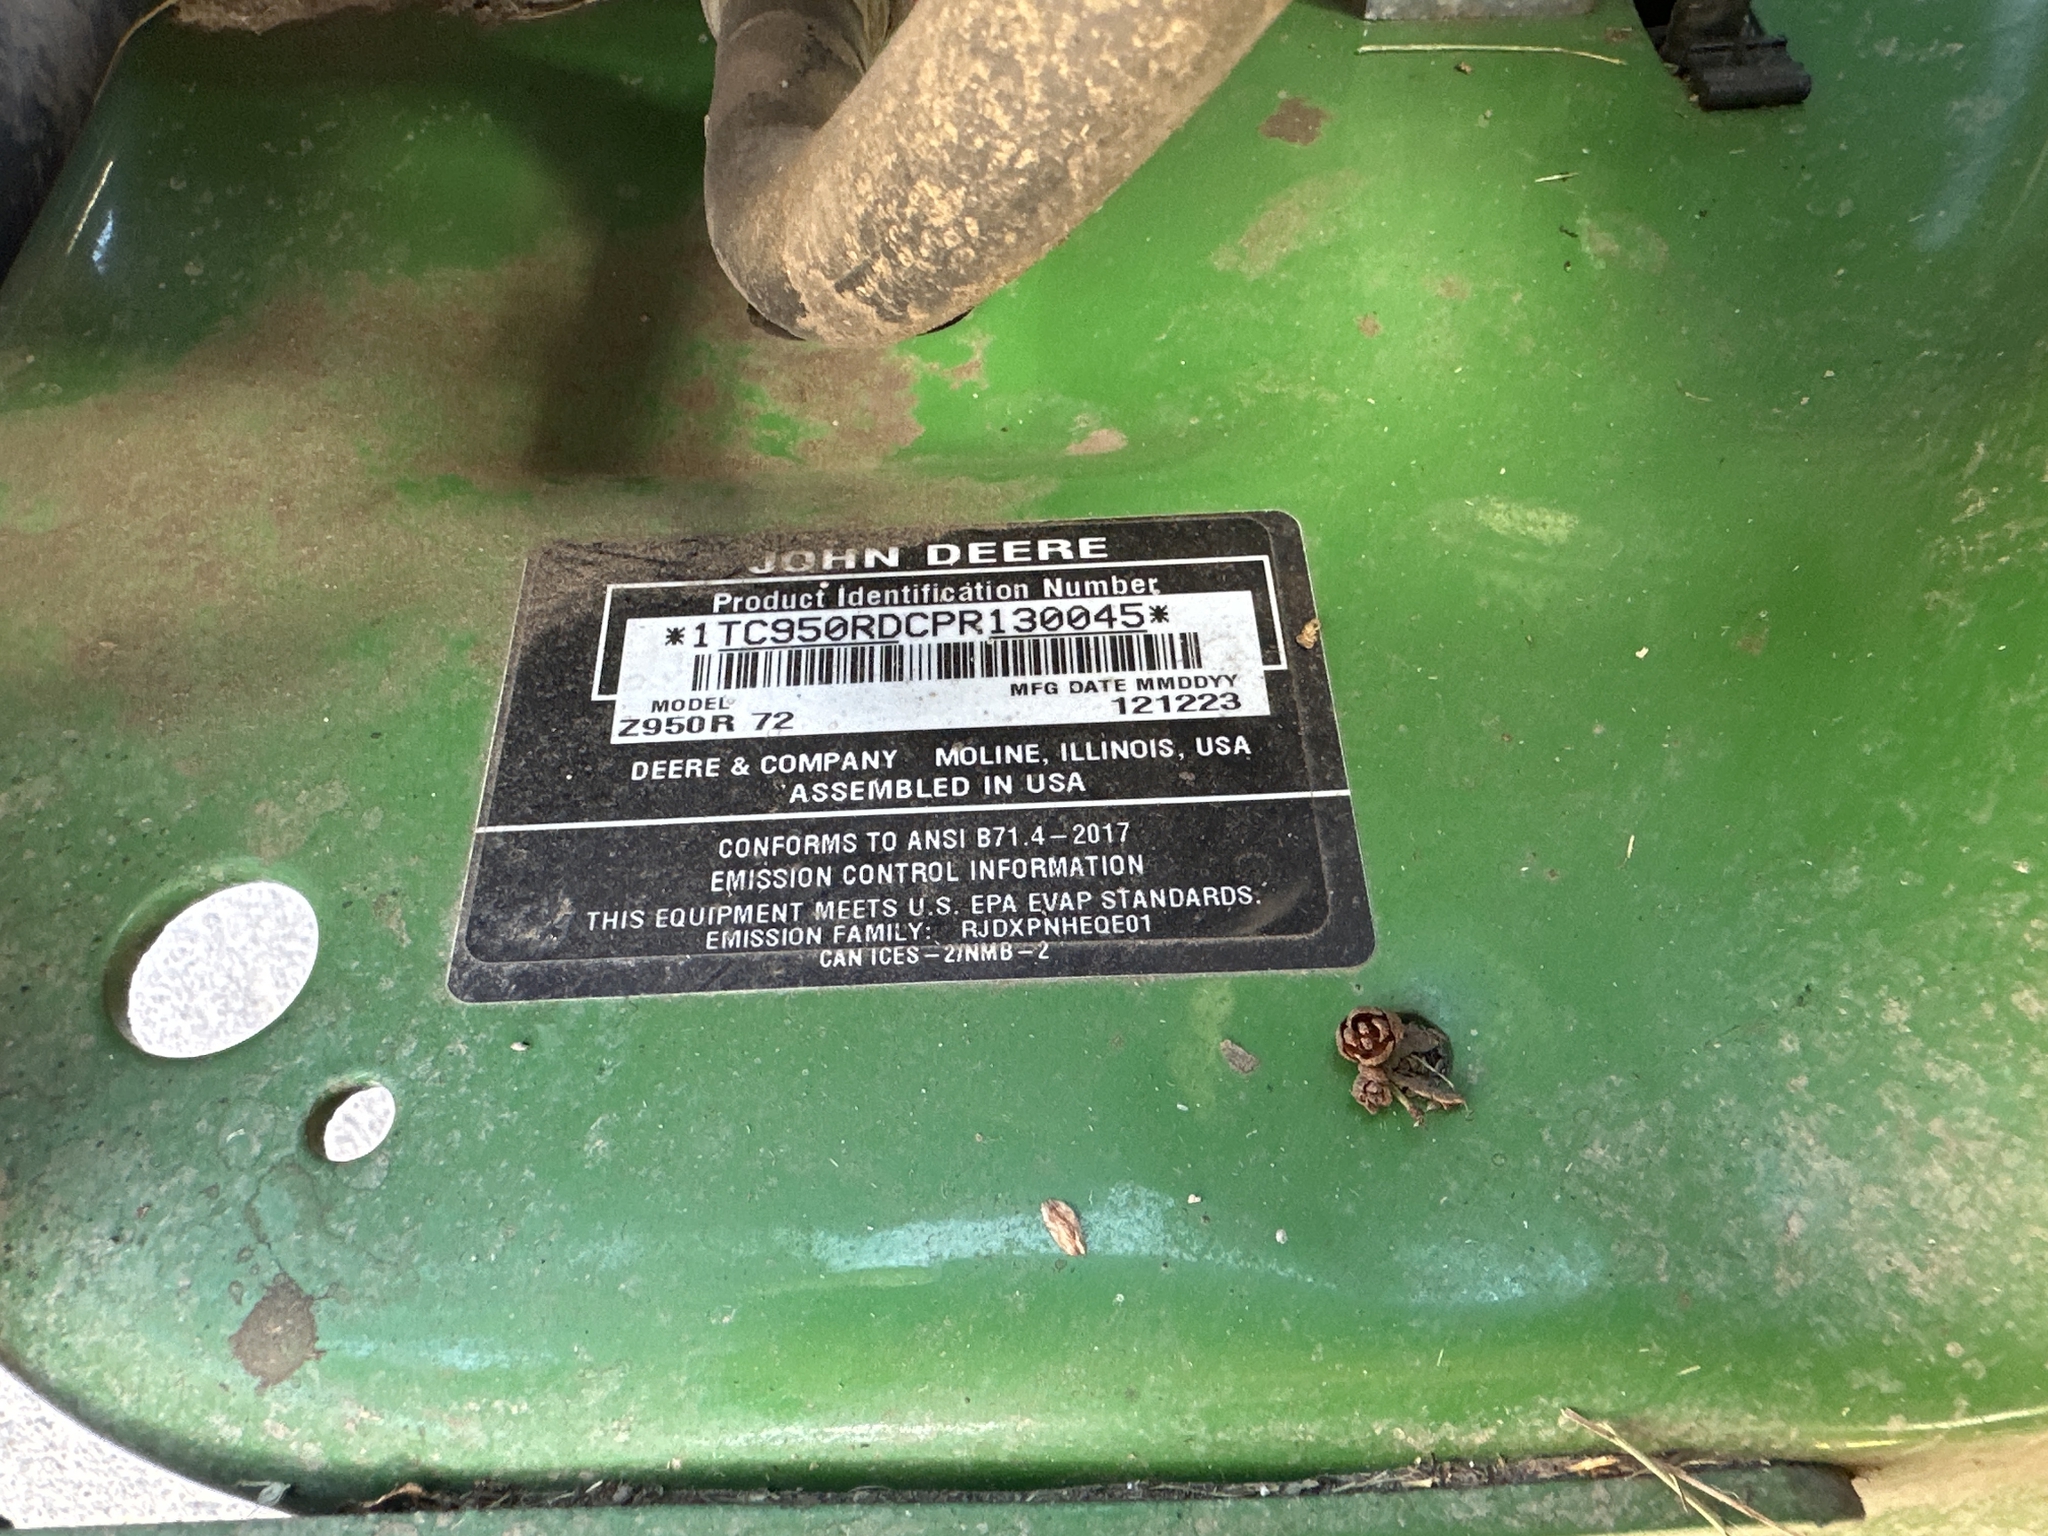 JOHN DEERE
Product Identification Number
*1TC950RDCPR130045*
MFG DATE MMDDYY
MODEL
121223
Z950R 72
DEERE & COMPANY MOLINE, ILLINOIS, USA
ASSEMBLED IN USA
CONFORMS TO ANSI B71.4-2017
EMISSION CONTROL INFORMATION
THIS EQUIPMENT MEETS U.S. EPA EVAP STANDARDS.
EMISSION FAMILY: RJDXPNHEQE01
CAN ICES-2/NMB-2